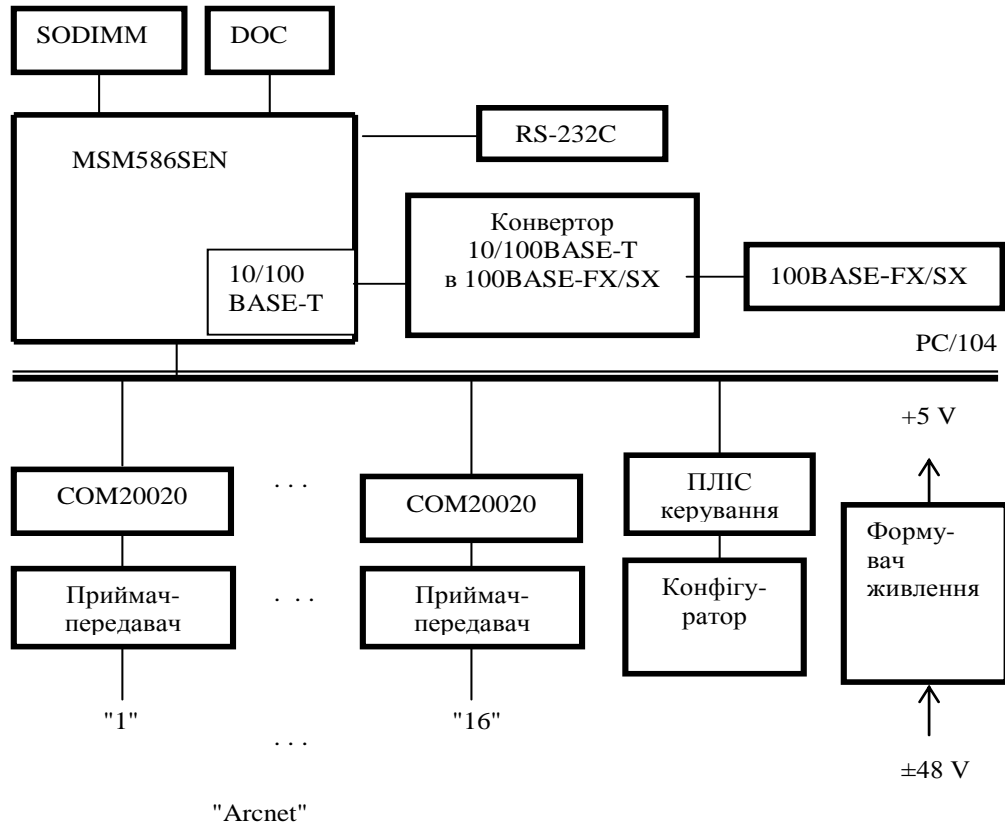 SODIMM
DOC
MSM586SEN
RS-232C
10/100
BASE-T
Конвертор
10/100BASE-T
в 100BASE-FX/SX
100BASE-FX/SX
PC/104
COM20020
. . .
COM20020
ПЛІС
керування
+5 V
Форму-
вач
живлення
Приймач-
передавач
. . .
Приймач-
передавач
Конфігу-
ратор
"1"
. . .
"16"
±48 V
"Arcnet"